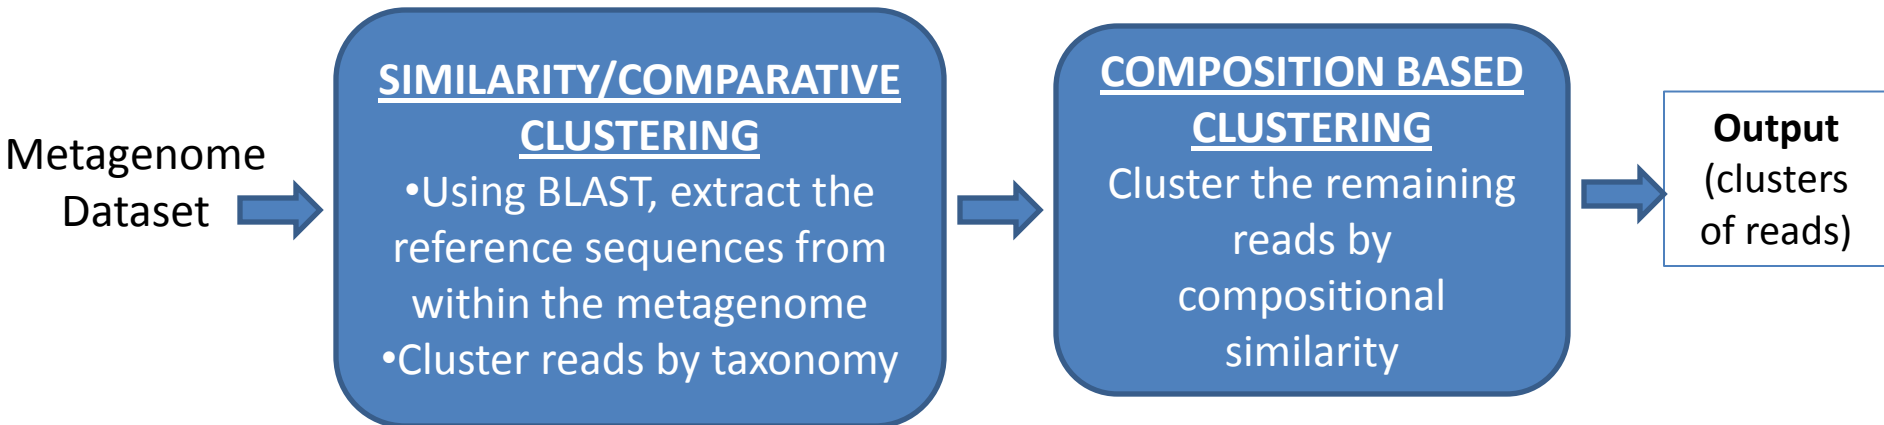 Metagenome
Dataset
SIMILARITY/COMPARATIVE
CLUSTERING
•Using BLAST, extract the
reference sequences from
within the metagenome
•Cluster reads by taxonomy
COMPOSITION BASED
CLUSTERING
Cluster the remaining
reads by
compositional
similarity
Output
(clusters
of reads)